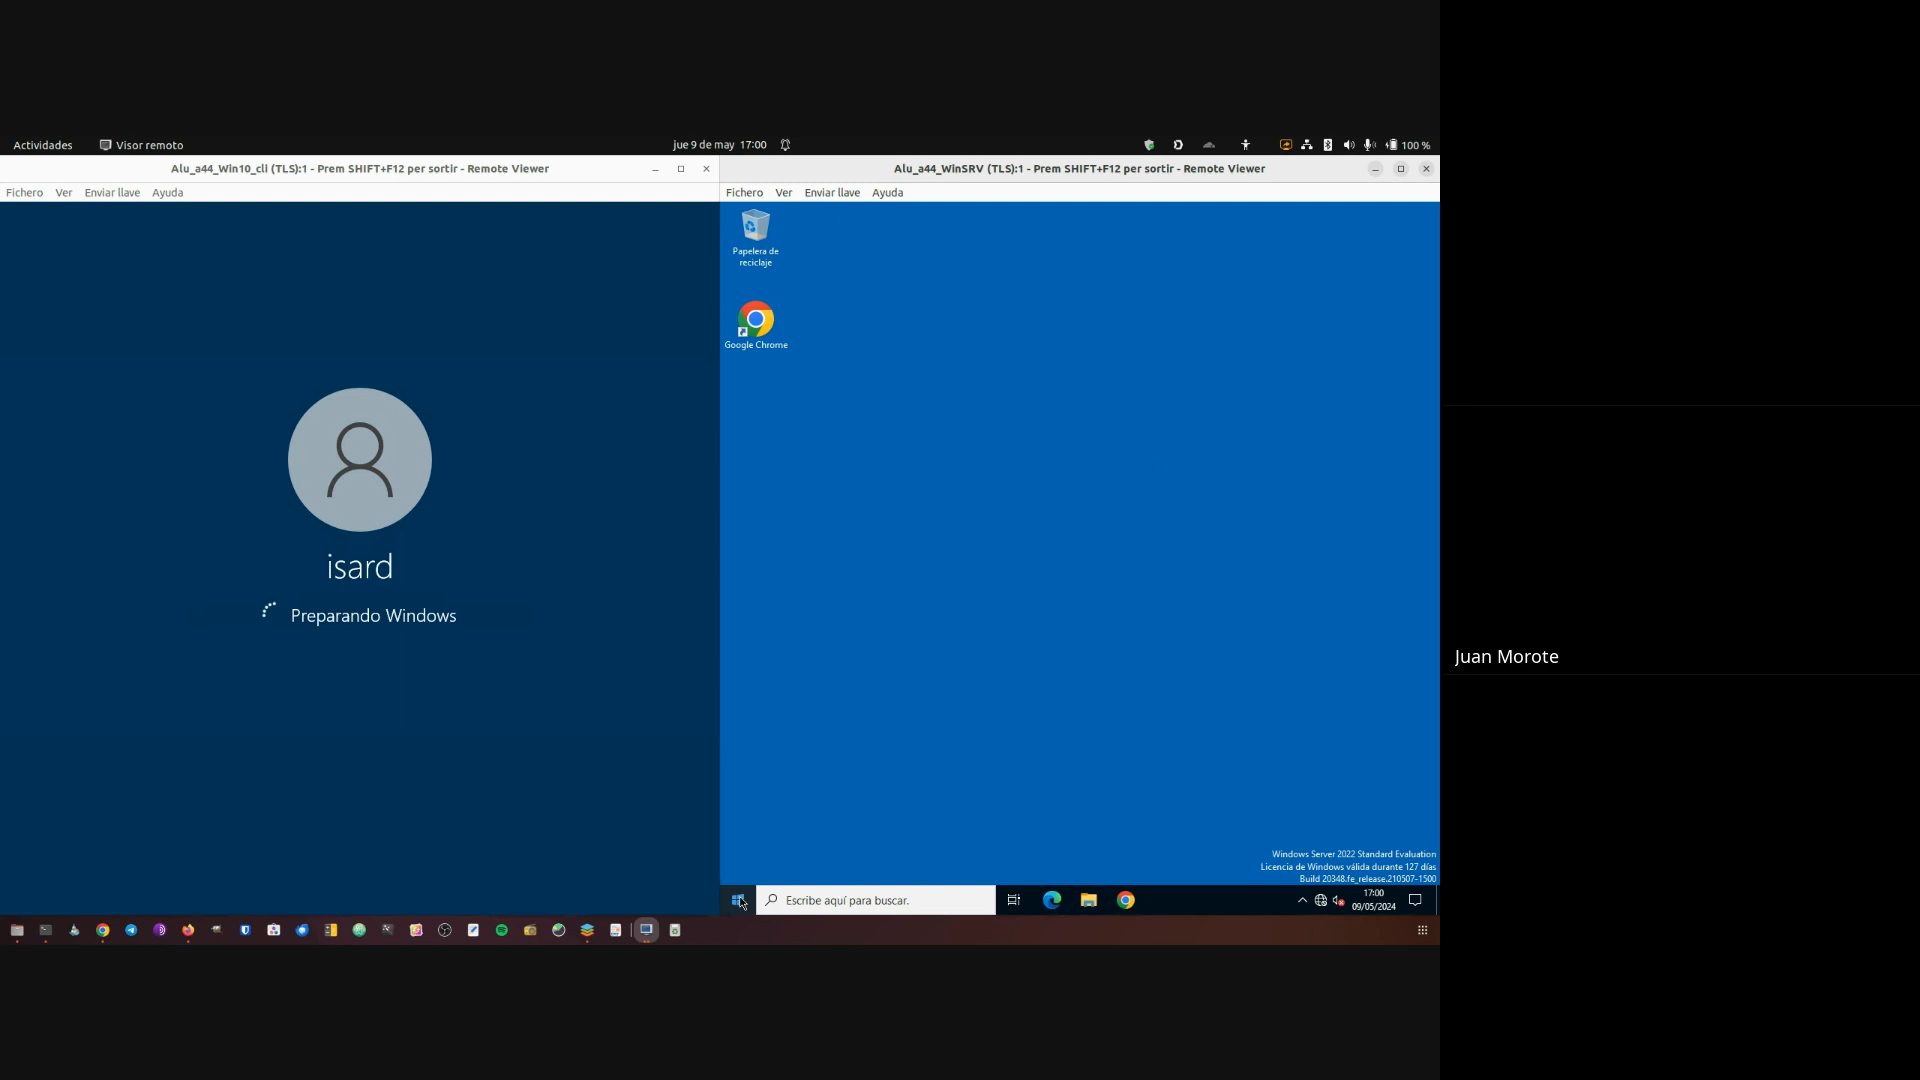 Actividades
Visor remoto
jue 9 de may 17:00
100 %
Alu_a44_Win10_cli (TLS):1 - Prem SHIFT+F12 per sortir - Remote Viewer
Fichero Ver Enviar llave Ayuda
isard
Preparando Windows
Alu_a44_WinSRV (TLS):1 - Prem SHIFT+F12 per sortir - Remote Viewer
Fichero Ver Enviar llave Ayuda
Papelera de
reciclaje
Google Chrome
Windows Server 2022 Standard Evaluation
Licencia de Windows válida durante 127 días
Build 20348.fe_release.210507-1500
Escribe aquí para buscar.
17:00
09/05/2024
Juan Morote